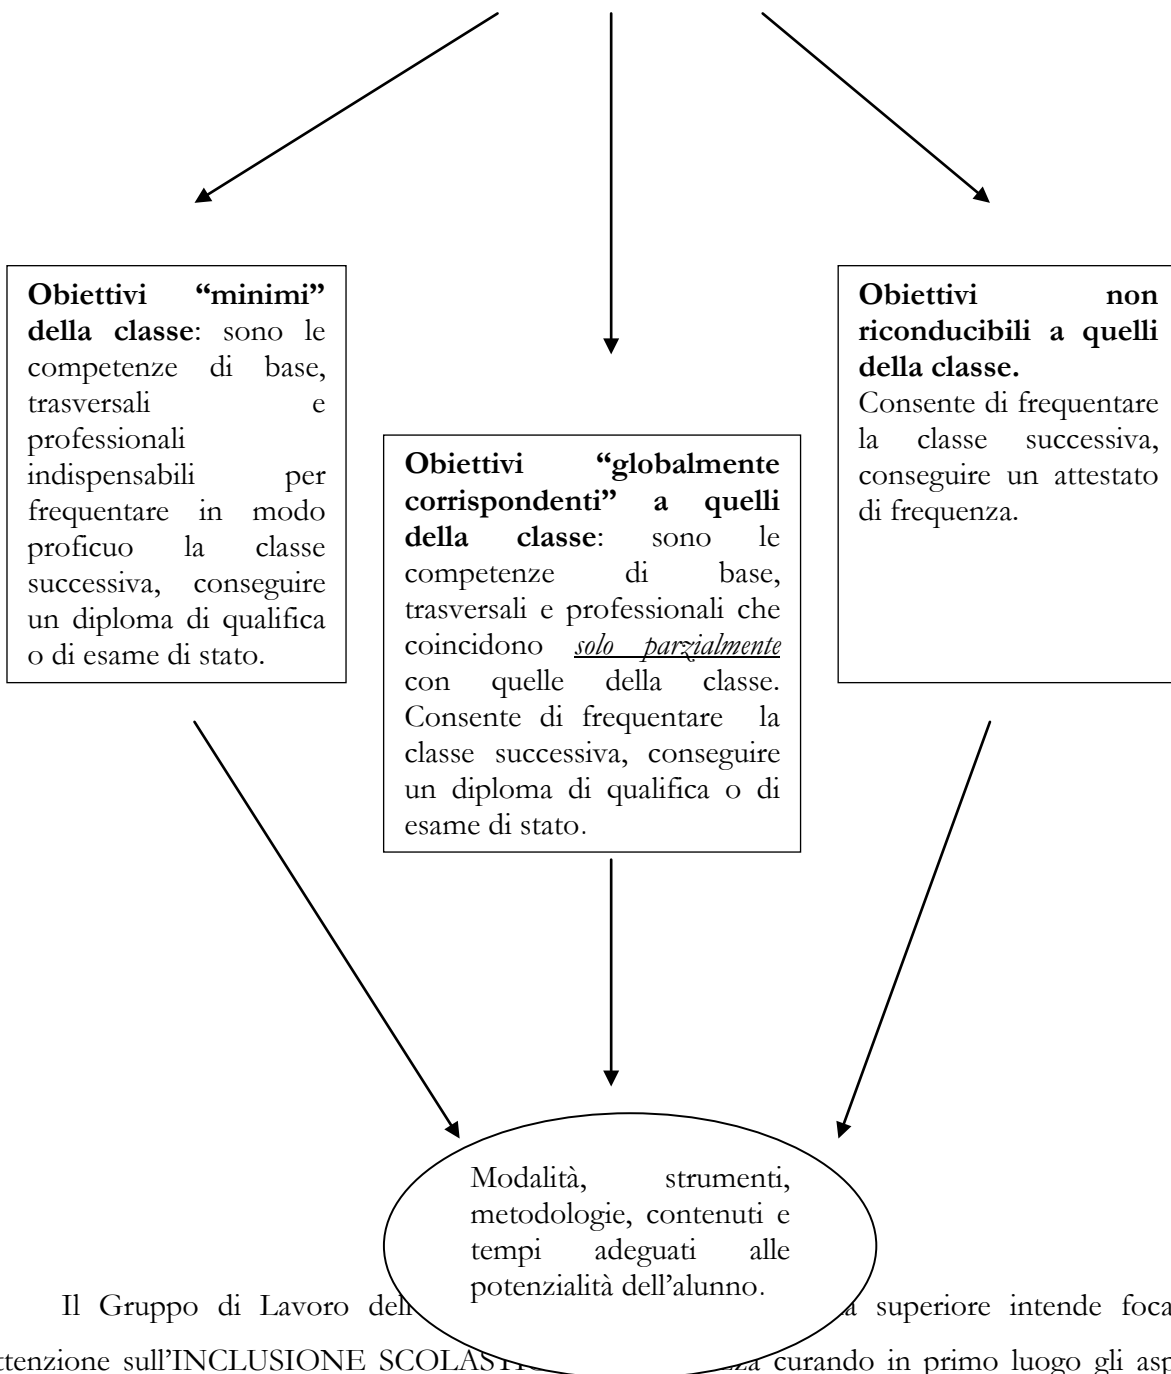 Obiettivi “minimi”
della classe: sono le
competenze di base,
trasversali e
professionali
indispensabili per
frequentare in modo
proficuo la classe
successiva, conseguire
un diploma di qualifica
o di esame di stato.
Obiettivi “globalmente
corrispondenti” a quelli
della classe: sono le
competenze di base,
trasversali e professionali che
coincidono solo parzialmente
con quelle della classe.
Consente di frequentare la
classe successiva, conseguire
un diploma di qualifica o di
esame di stato.
Obiettivi non
riconducibili a quelli
della classe.
Consente di frequentare
la classe successiva,
conseguire un attestato
di frequenza.
Modalità, strumenti,
metodologie, contenuti e
tempi adeguati alle
potenzialità dell’alunno.
Il Gruppo di Lavoro superiore intende
sull’INCLUSIONE curando in primo luogo gli